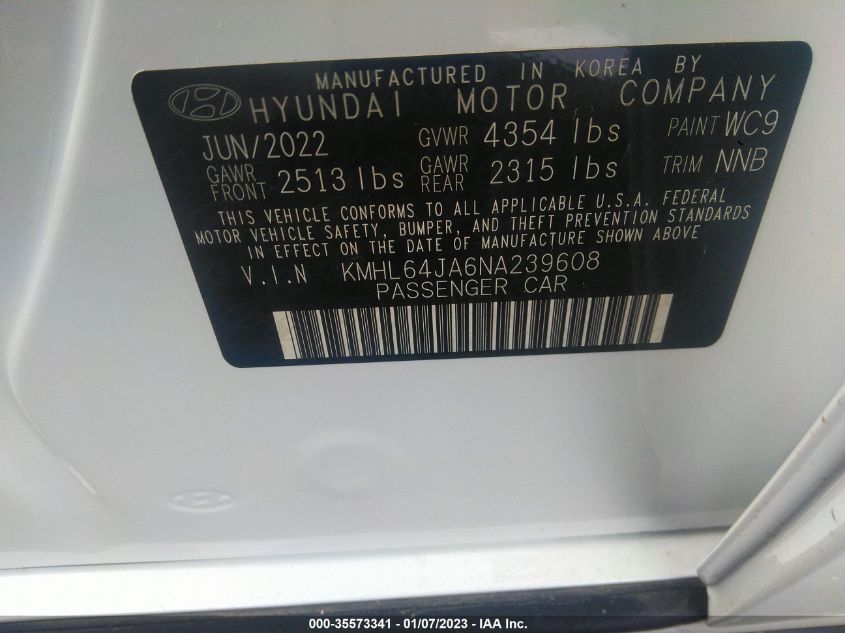 MANUFACTURED IN KOREA BY
HYUNDAI MOTOR COMPANY
JUN/2022 GVWR 4354 lbs PAINT WC9
GAWR FRONT 2513 lbs GAWR REAR 2315 lbs TRIM NNB
THIS VEHICLE CONFORMS TO ALL APPLICABLE U.S.A. FEDERAL
MOTOR VEHICLE SAFETY, BUMPER, AND THEFT PREVENTION STANDARDS
IN EFFECT ON THE DATE OF MANUFACTURE SHOWN ABOVE
V.I.N KMHL64JA6NA239608
PASSENGER CAR
000-35573341 - 01/07/2023 - IAA Inc.